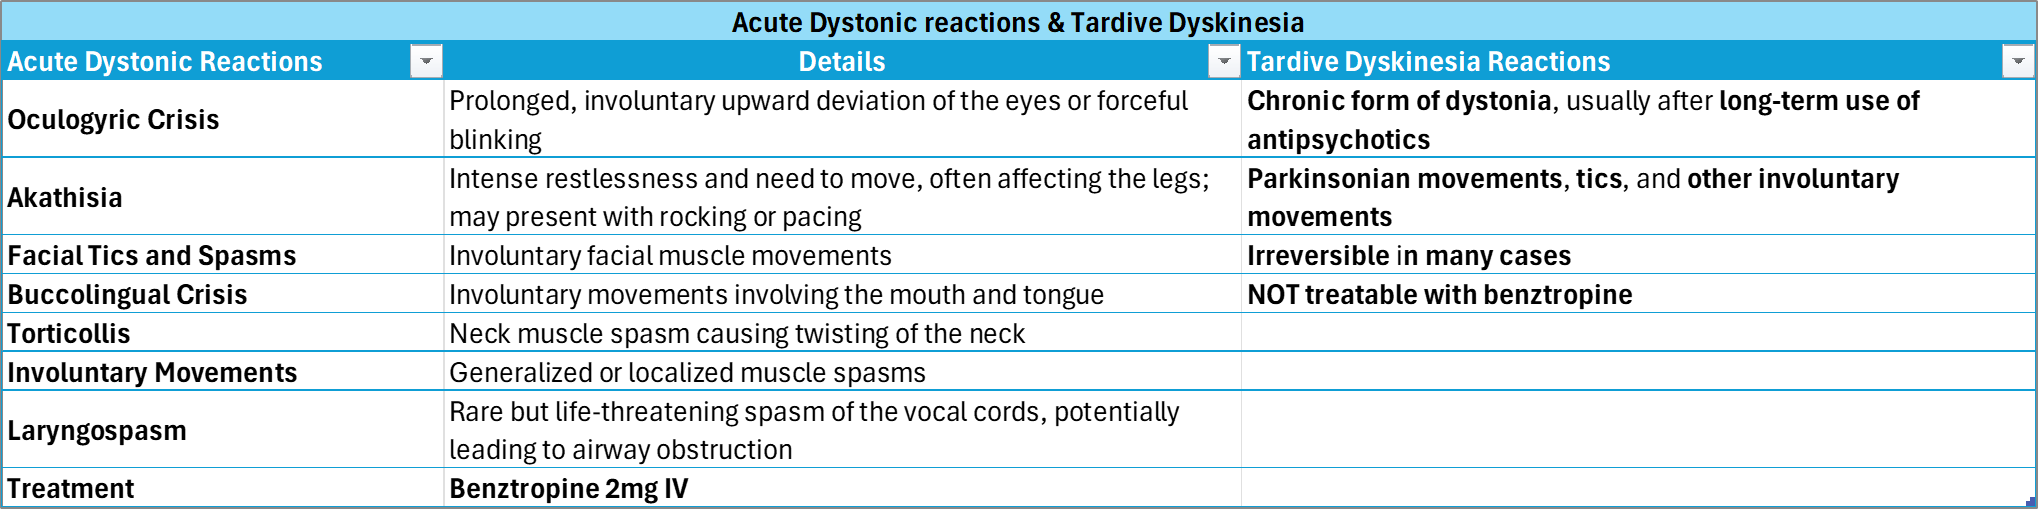 Acute Dystonic reactions & Tardive Dyskinesia
Acute Dystonic Reactions Details Tardive Dyskinesia Reactions
Oculogyric Crisis
Prolonged, involuntary upward deviation of the eyes or forceful
blinking
Chronic form of dystonia, usually after long-term use of
antipsychotics
Akathisia
Intense restlessness and need to move, often affecting the legs;
may present with rocking or pacing
Parkinsonian movements, tics, and other involuntary
movements
Facial Tics and Spasms Involuntary facial muscle movements Irreversible in many cases
Buccolingual Crisis Involuntary movements involving the mouth and tongue NOT treatable with benztropine
Torticollis Neck muscle spasm causing twisting of the neck
Involuntary Movements Generalized or localized muscle spasms
Laryngospasm
Rare but life-threatening spasm of the vocal cords, potentially
leading to airway obstruction
Treatment Benztropine 2mg IV